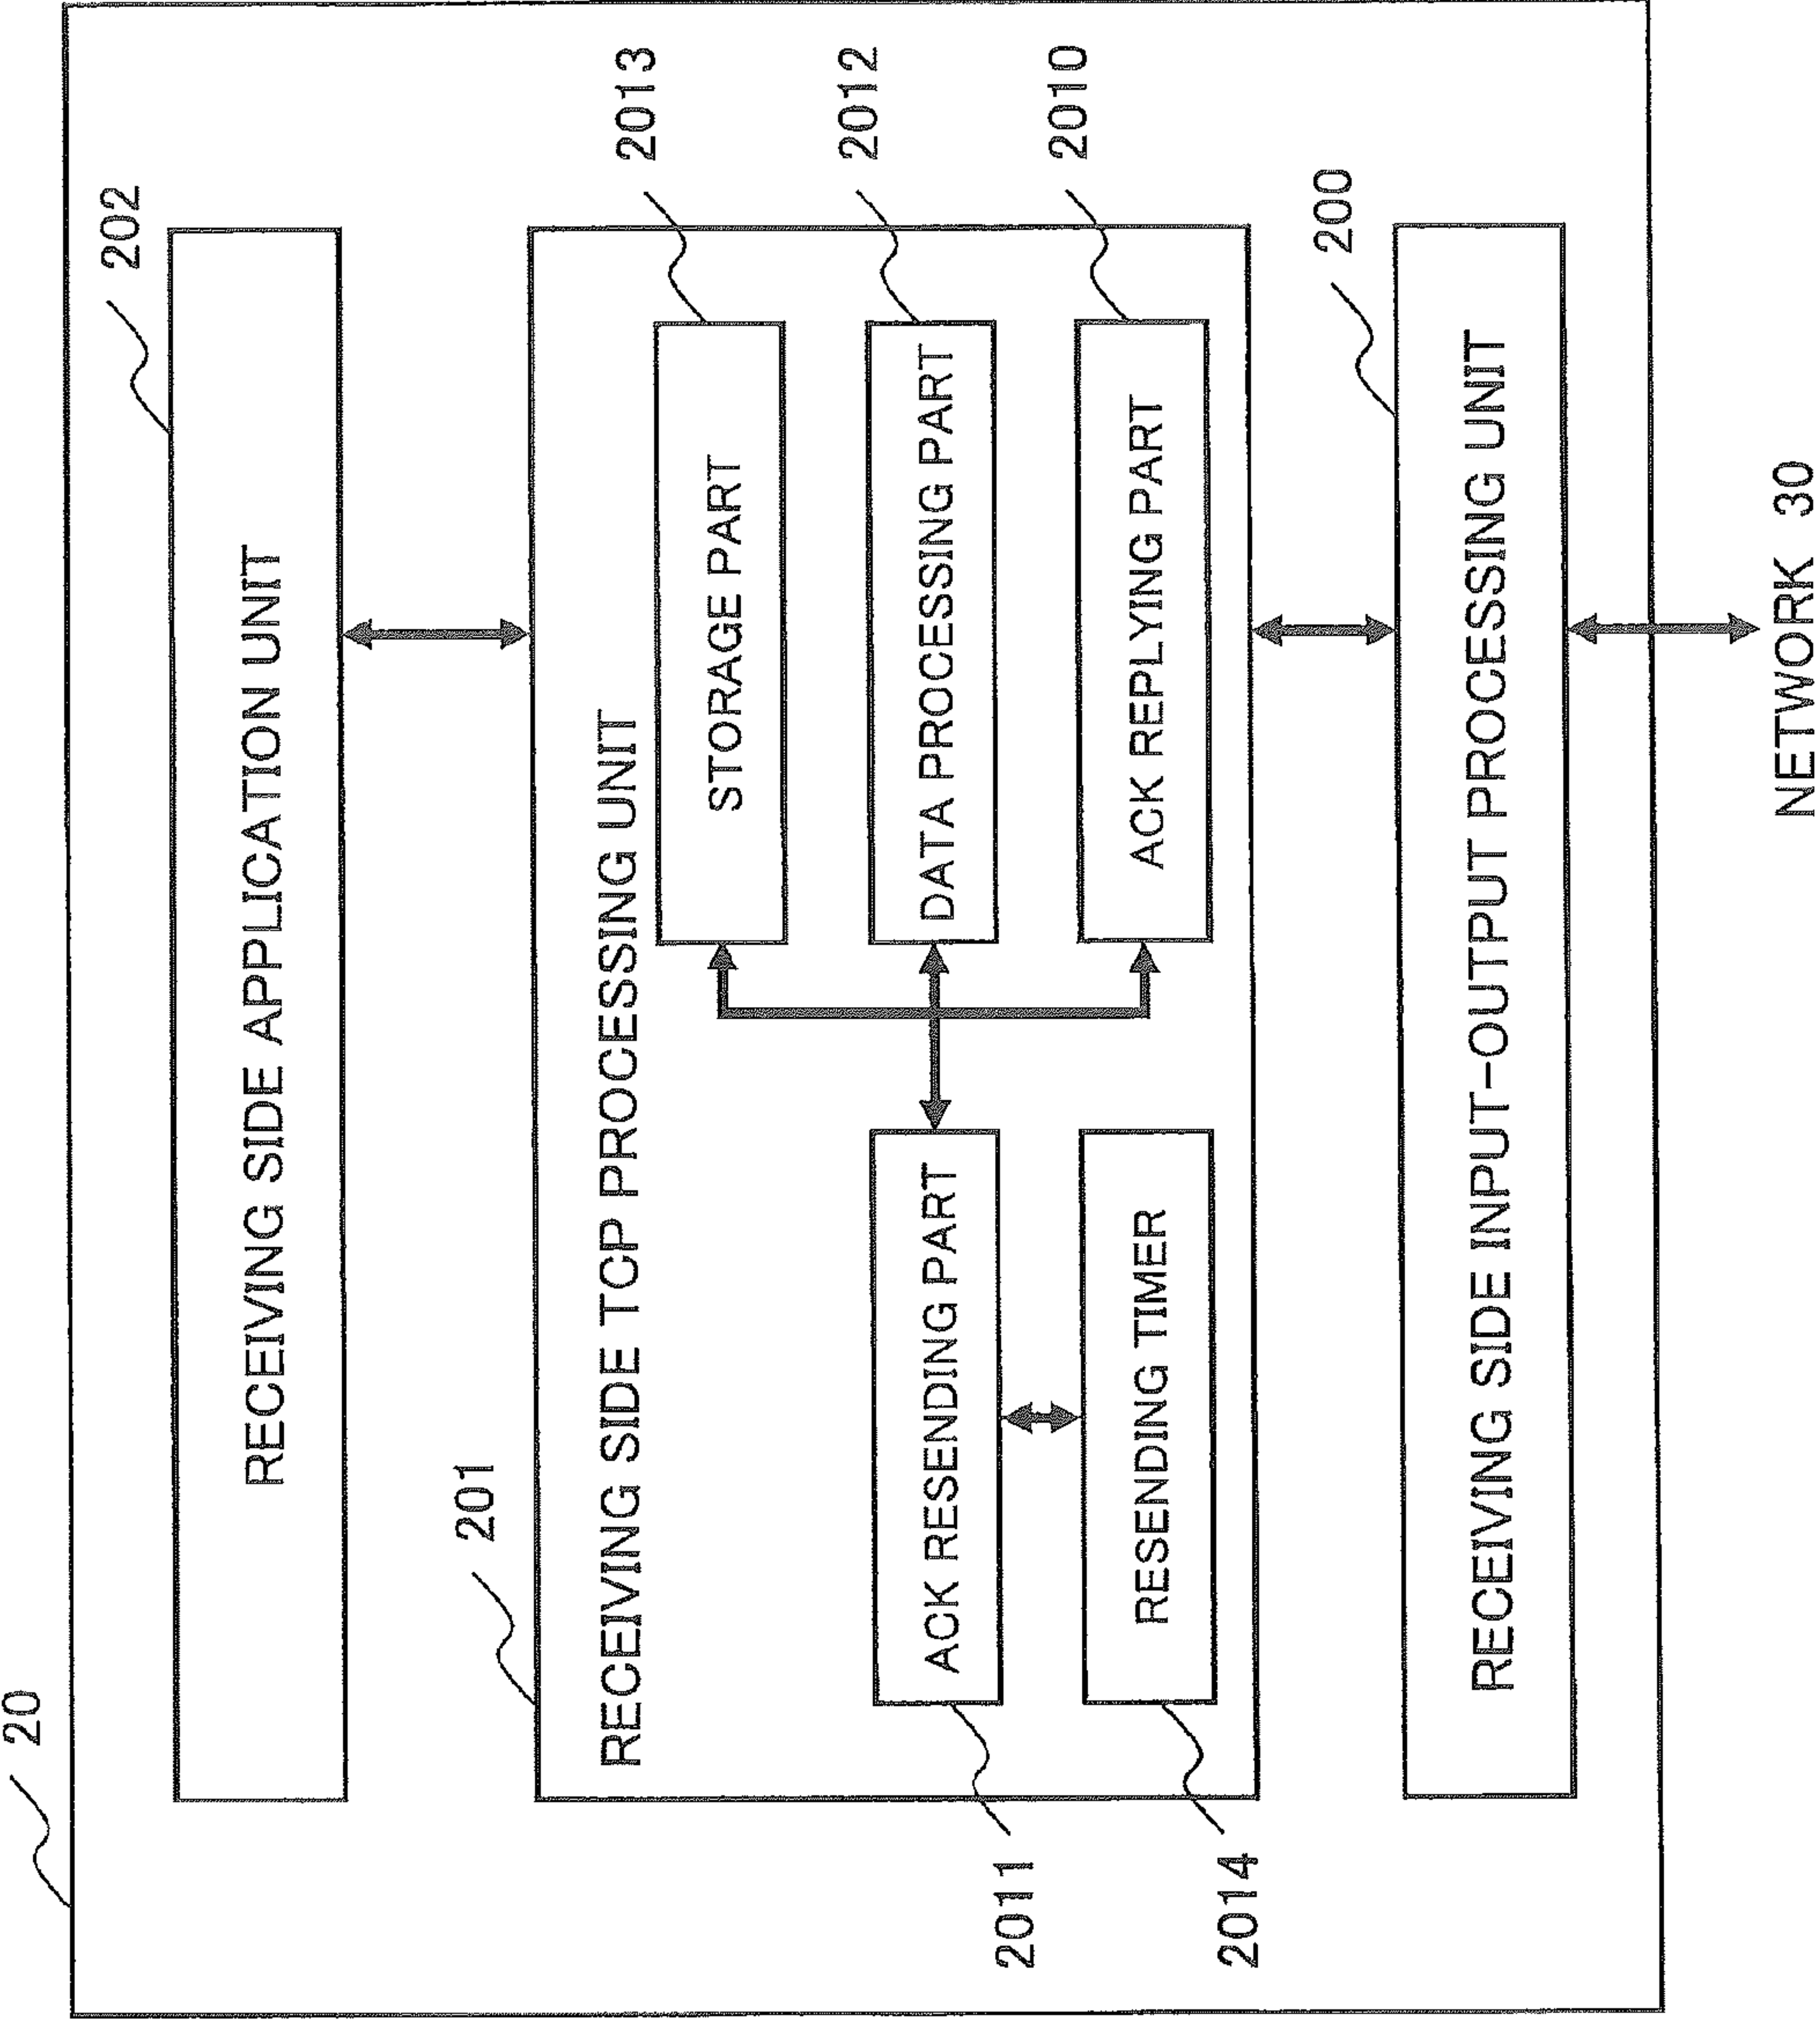 20
202
RECEIVING SIDE APPLICATION UNIT
201
RECEIVING SIDE TCP PROCESSING UNIT
2013
STORAGE PART
2011
ACK RESENDING PART
DATA PROCESSING PART
2012
2014
RESENDING TIMER
ACK REPLYING PART
2010
200
RECEIVING SIDE INPUT-OUTPUT PROCESSING UNIT
NETWORK 30